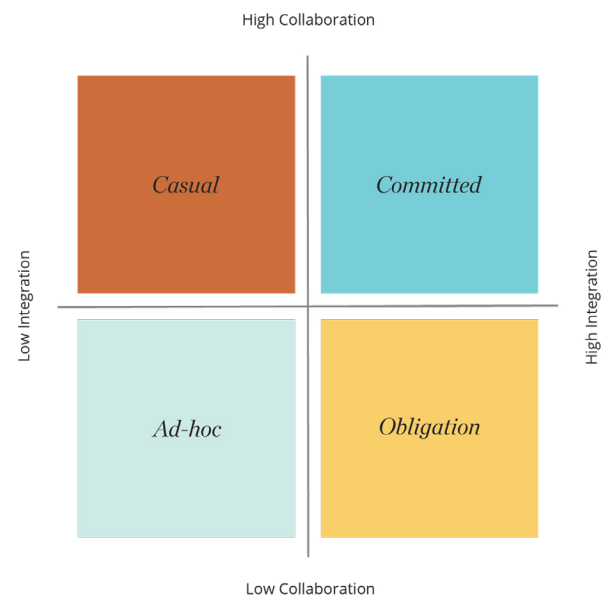 High Collaboration
Casual
Committed
Low Integration
High Integration
Ad-hoc
Obligation
Low Collaboration